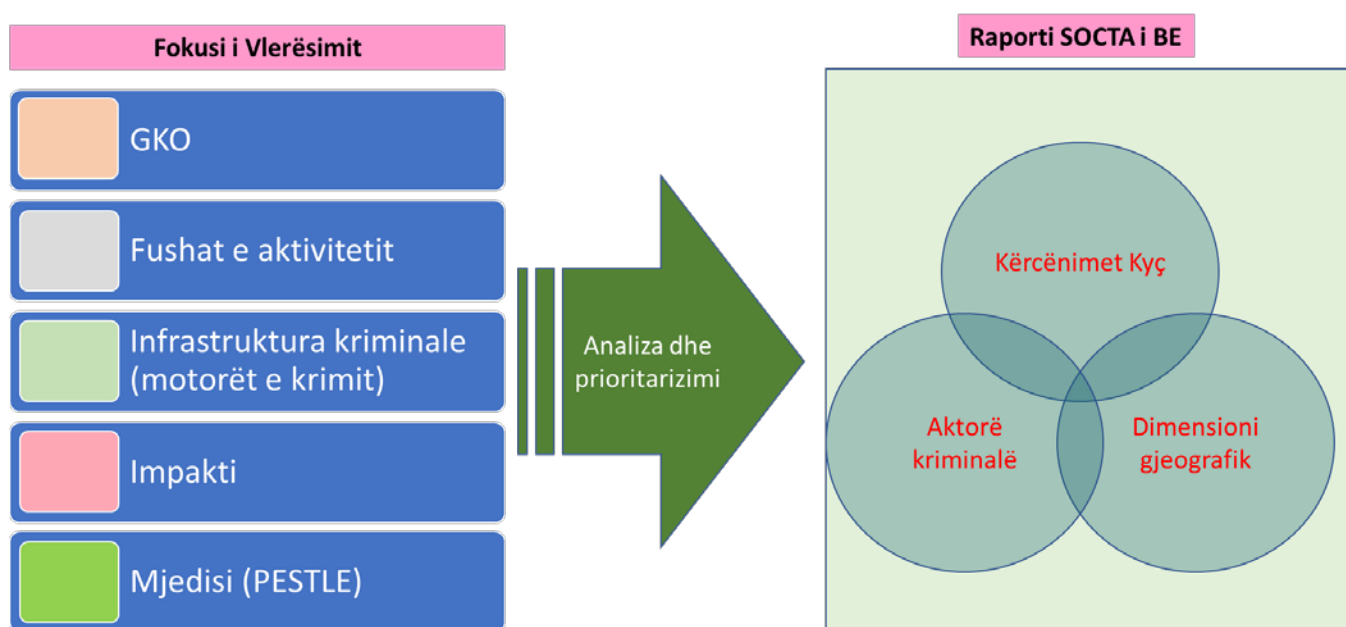 Fokusi i Vlerësimit
GKO
Fushat e aktivitetit
Infrastruktura kriminale
(motorët e krimit)
Impakti
Mjedisi (PESTLE)
Analiza dhe
prioritarizimi
Raporti SOCTA i BE
Kërcënimet Kyç
Aktorë
kriminalë
Dimensioni
gjeografik